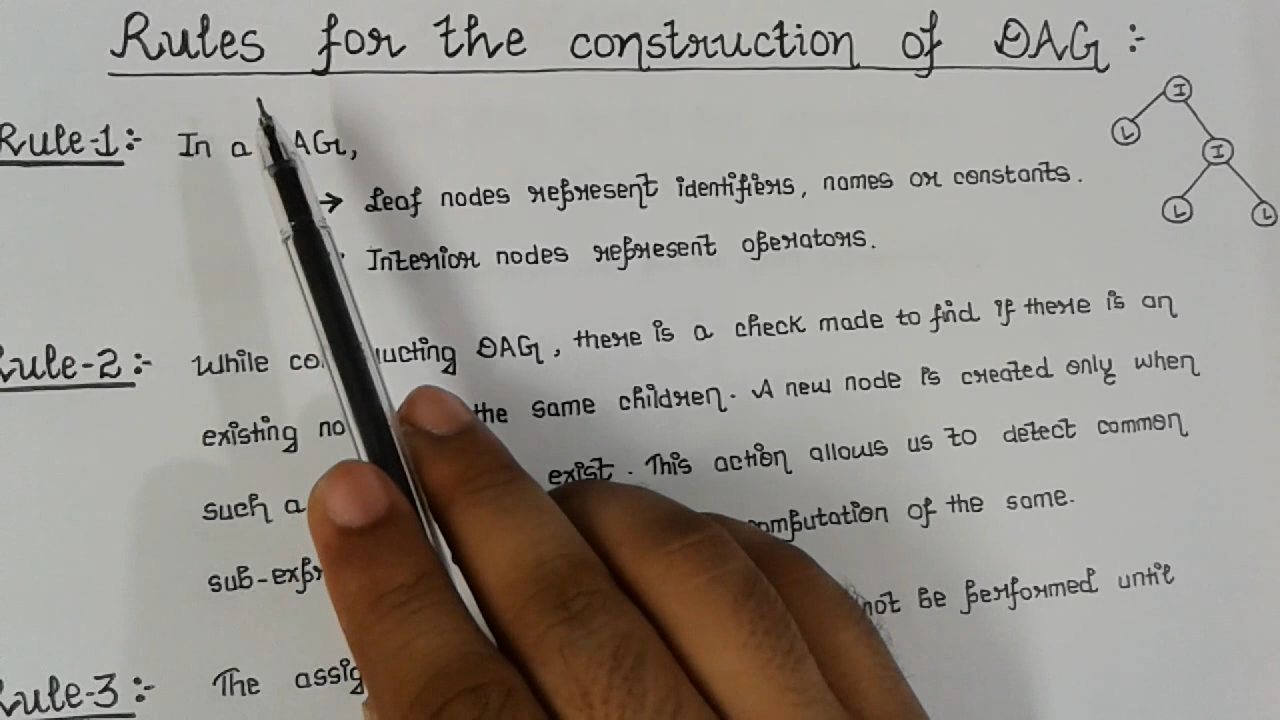 Rules for the construction of DAG :-
Rule-1:- In a AG,
→ Leaf nodes represent identifiers, names or constants.
Interior nodes represent operators.
Rule-2:- While co ucting DAG, there is a check made to find if there is an
existing no the same children. A new node is created only when
such a exist. This action allows us to detect common
sub-expr omputation of the same.
not be performed until
Rule-3:- The assig
I
L
I
L
L